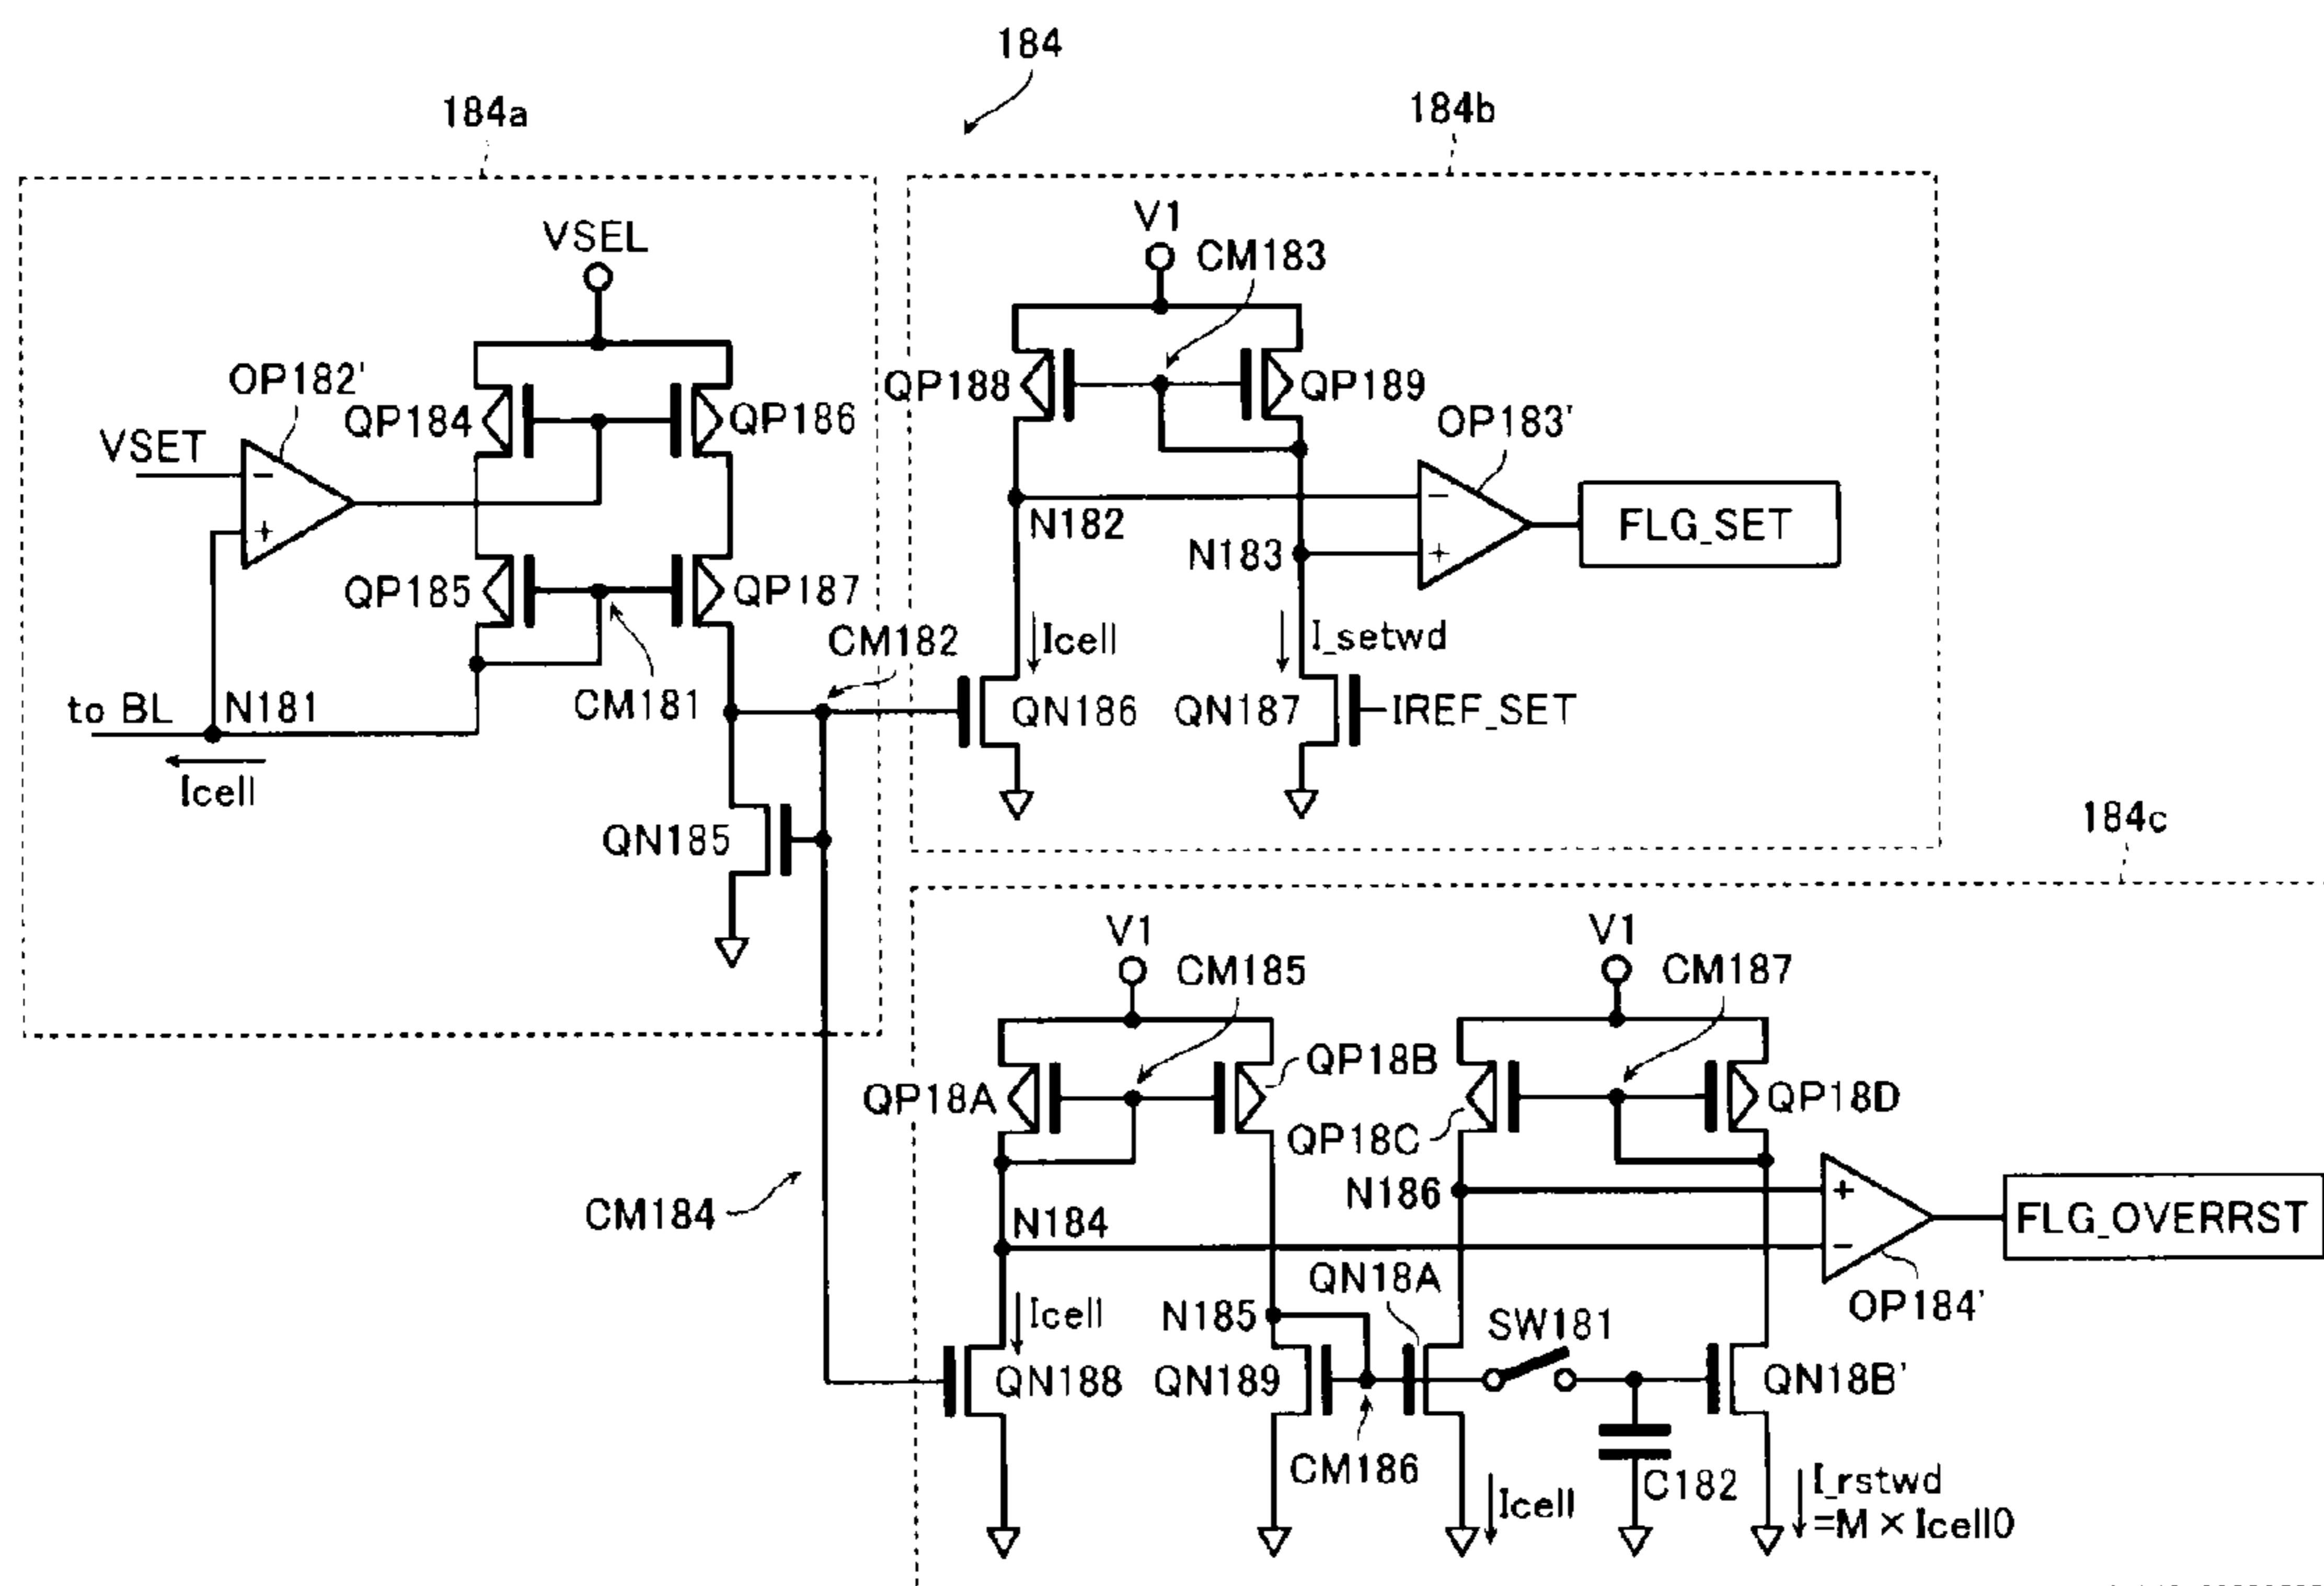 184
184a
184b
VSEL
V1
CM183
OP182'
QP184
QP186
VSET
−
+
QP188
QP189
OP183'
N182
N183
−
+
FLG_SET
QP185
QP187
CM182
Icell
I_setwd
to BL
N181
CM181
QN186
QN187
IREF_SET
Icell
QN185
184c
V1
CM185
V1
CM187
QP18A
QP18B
QP18C
QP18D
CM184
N184
N186
+
−
FLG_OVERRST
QN18A
OP184'
Icell
N185
SW181
QN188
QN189
QN18B'
CM186
Icell
C182
I_rstwd
=M×Icell0